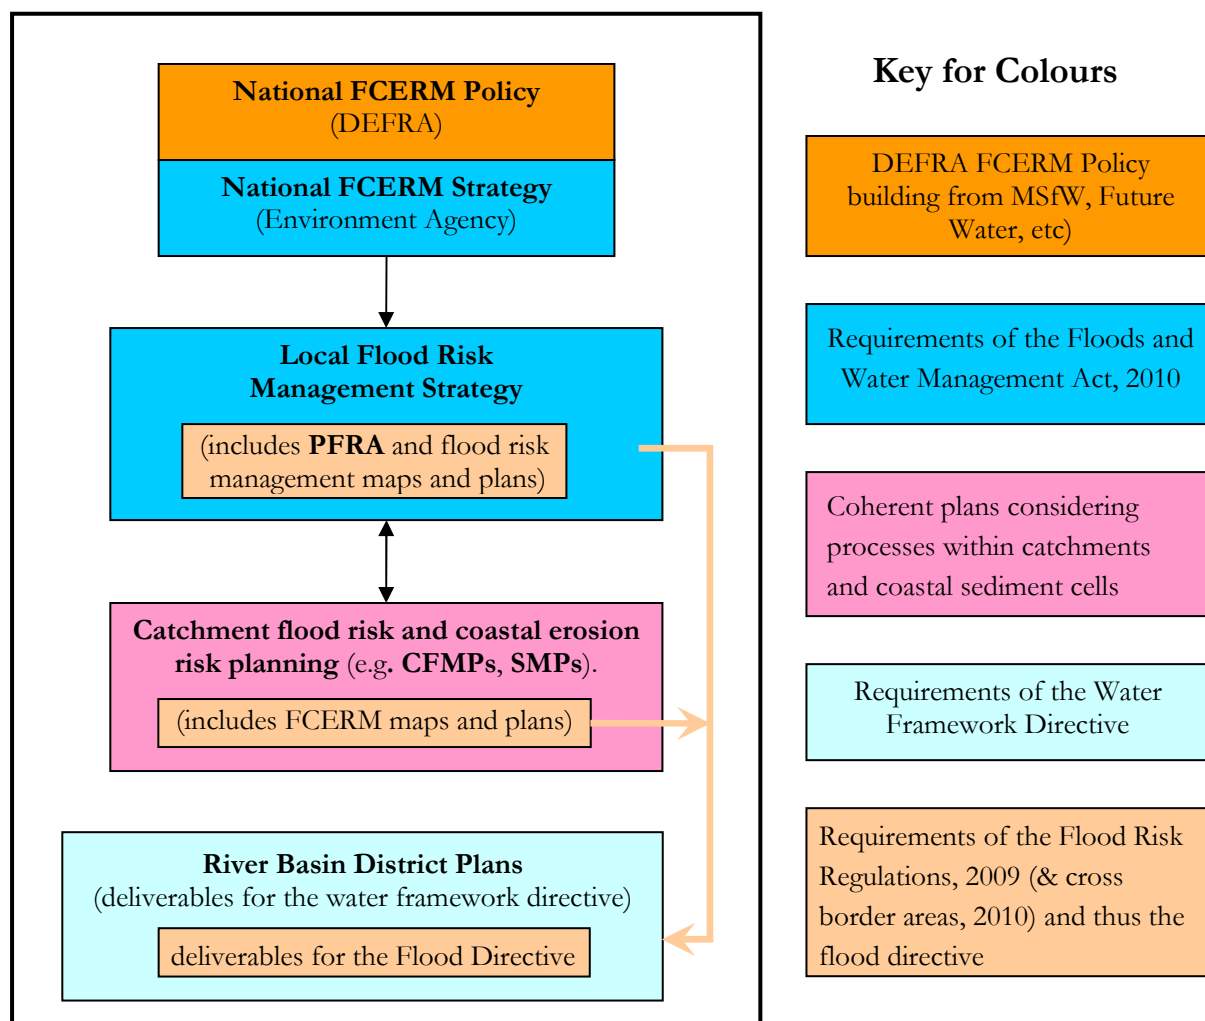 National FCERM Policy
(DEFRA)
National FCERM Strategy
(Environment Agency)
Local Flood Risk
Management Strategy
(includes PFRA and flood risk
management maps and plans)
Catchment flood risk and coastal erosion
risk planning (e.g. CFMPs, SMPs).
(includes FCERM maps and plans)
River Basin District Plans
(deliverables for the water framework directive)
deliverables for the Flood Directive
Key for Colours
DEFRA FCERM Policy
building from MSfW, Future
Water, etc)
Requirements of the Floods and
Water Management Act, 2010
Coherent plans considering
processes within catchments
and coastal sediment cells
Requirements of the Water
Framework Directive
Requirements of the Flood Risk
Regulations, 2009 (& cross
border areas, 2010) and thus the
flood directive